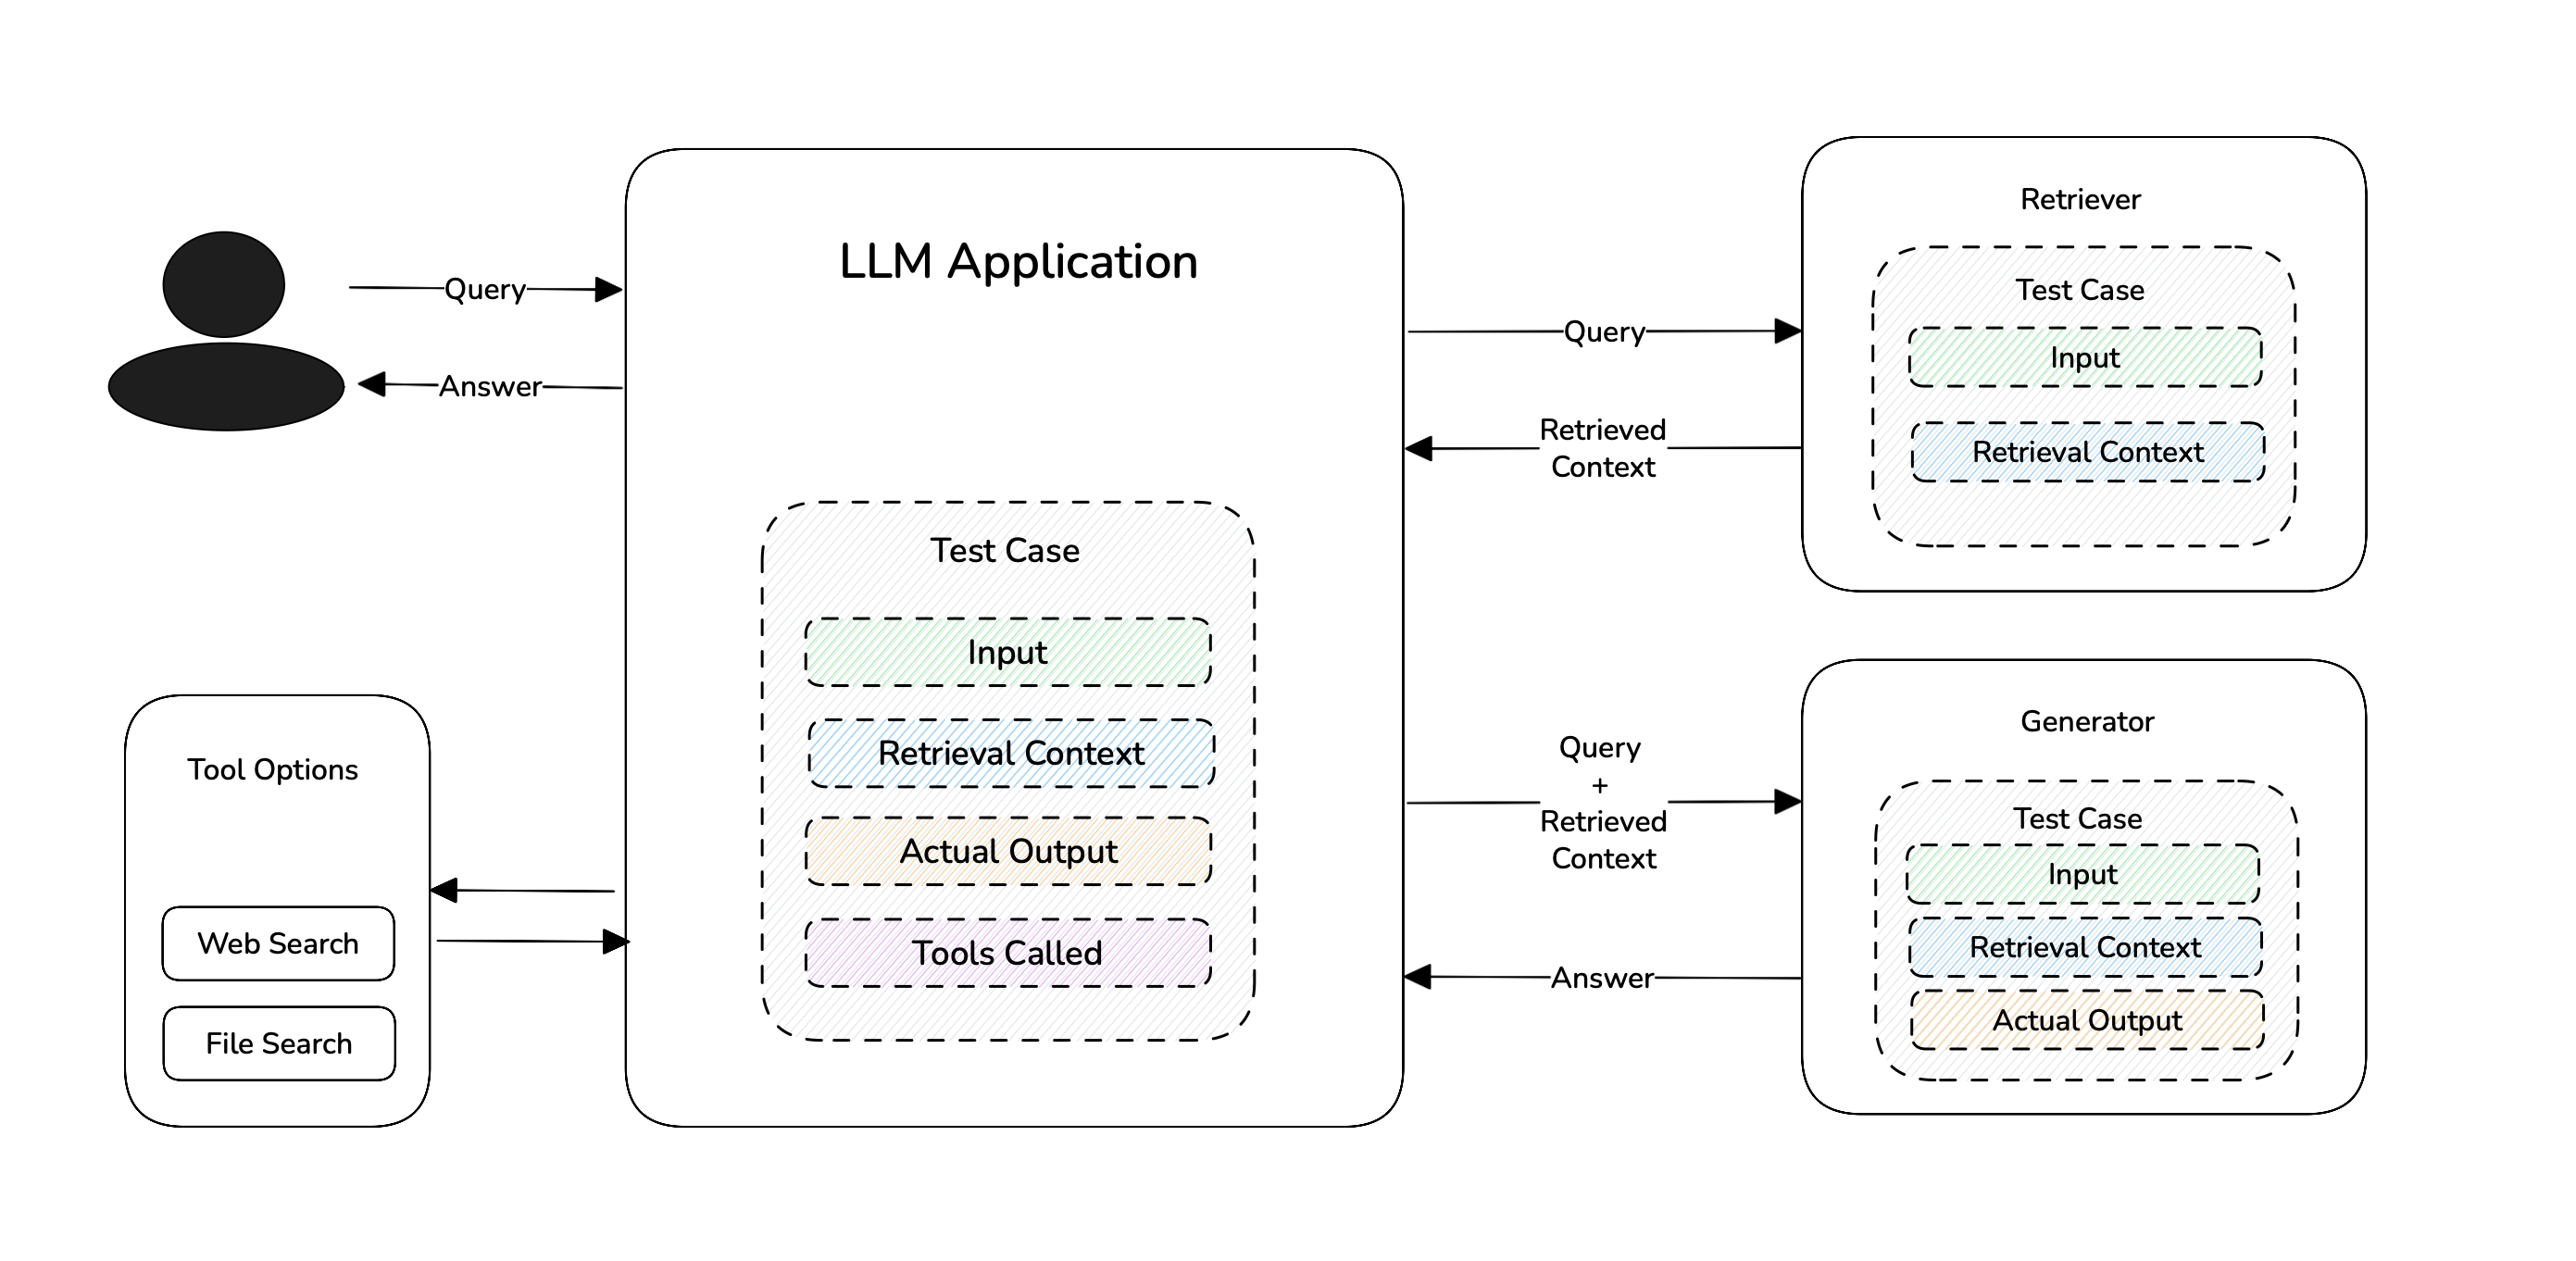 LLM Application
Query
Answer
Test Case
Input
Retrieval Context
Actual Output
Tools Called
Tool Options
Web Search
File Search
Query
Retrieved
Context
Query
+
Retrieved
Context
Answer
Retriever
Test Case
Input
Retrieval Context
Generator
Test Case
Input
Retrieval Context
Actual Output